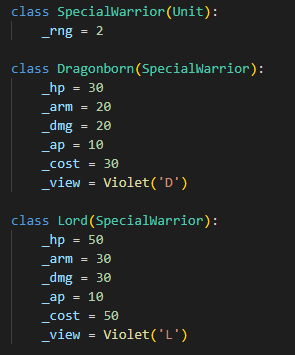 class SpecialWarrior(Unit):
    _rng = 2

class Dragonborn(SpecialWarrior):
    _hp = 30
    _arm = 20
    _dmg = 20
    _ap = 10
    _cost = 30
    _view = Violet('D')

class Lord(SpecialWarrior):
    _hp = 50
    _arm = 30
    _dmg = 30
    _ap = 10
    _cost = 50
    _view = Violet('L')